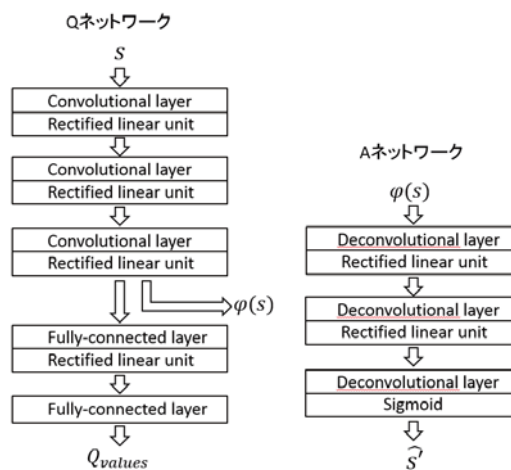 Qネットワーク
s
Convolutional layer
Rectified linear unit
Convolutional layer
Rectified linear unit
Convolutional layer
Rectified linear unit
φ(s)
Fully-connected layer
Rectified linear unit
Fully-connected layer
Q_values
Aネットワーク
φ(s)
Deconvolutional layer
Rectified linear unit
Deconvolutional layer
Rectified linear unit
Deconvolutional layer
Sigmoid
ŝ′